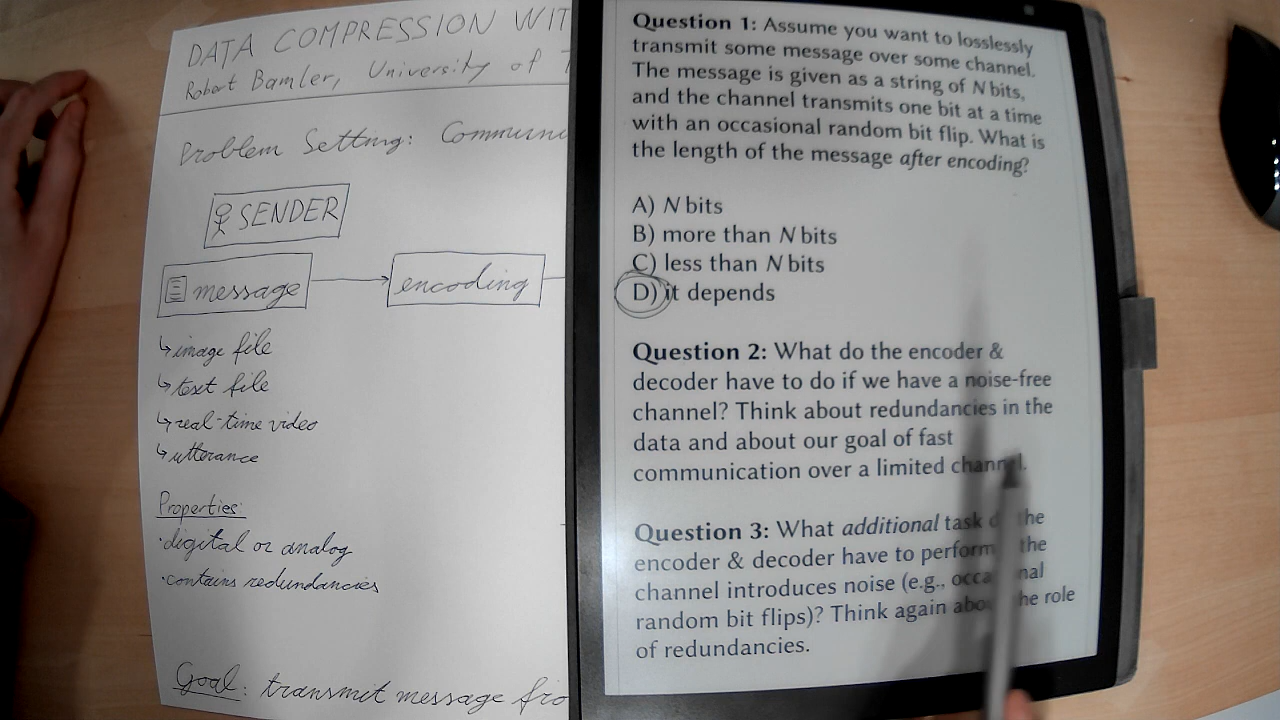 DATA COMPRESSION WIT
Robert Bamler, University of T
Problem Setting: Communi
SENDER
message
encoding
↳image file
↳text file
↳real-time video
↳utterance
Properties:
·digital or analog
·contains redundancies
Goal: transmit message fro
Question 1: Assume you want to losslessly
transmit some message over some channel.
The message is given as a string of N bits,
and the channel transmits one bit at a time
with an occasional random bit flip. What is
the length of the message after encoding?
A) N bits
B) more than N bits
C) less than N bits
D) it depends
Question 2: What do the encoder &
decoder have to do if we have a noise-free
channel? Think about redundancies in the
data and about our goal of fast
communication over a limited channel.
Question 3: What additional task do the
encoder & decoder have to perform the
channel introduces noise (e.g., occasional
random bit flips)? Think again about the role
of redundancies.